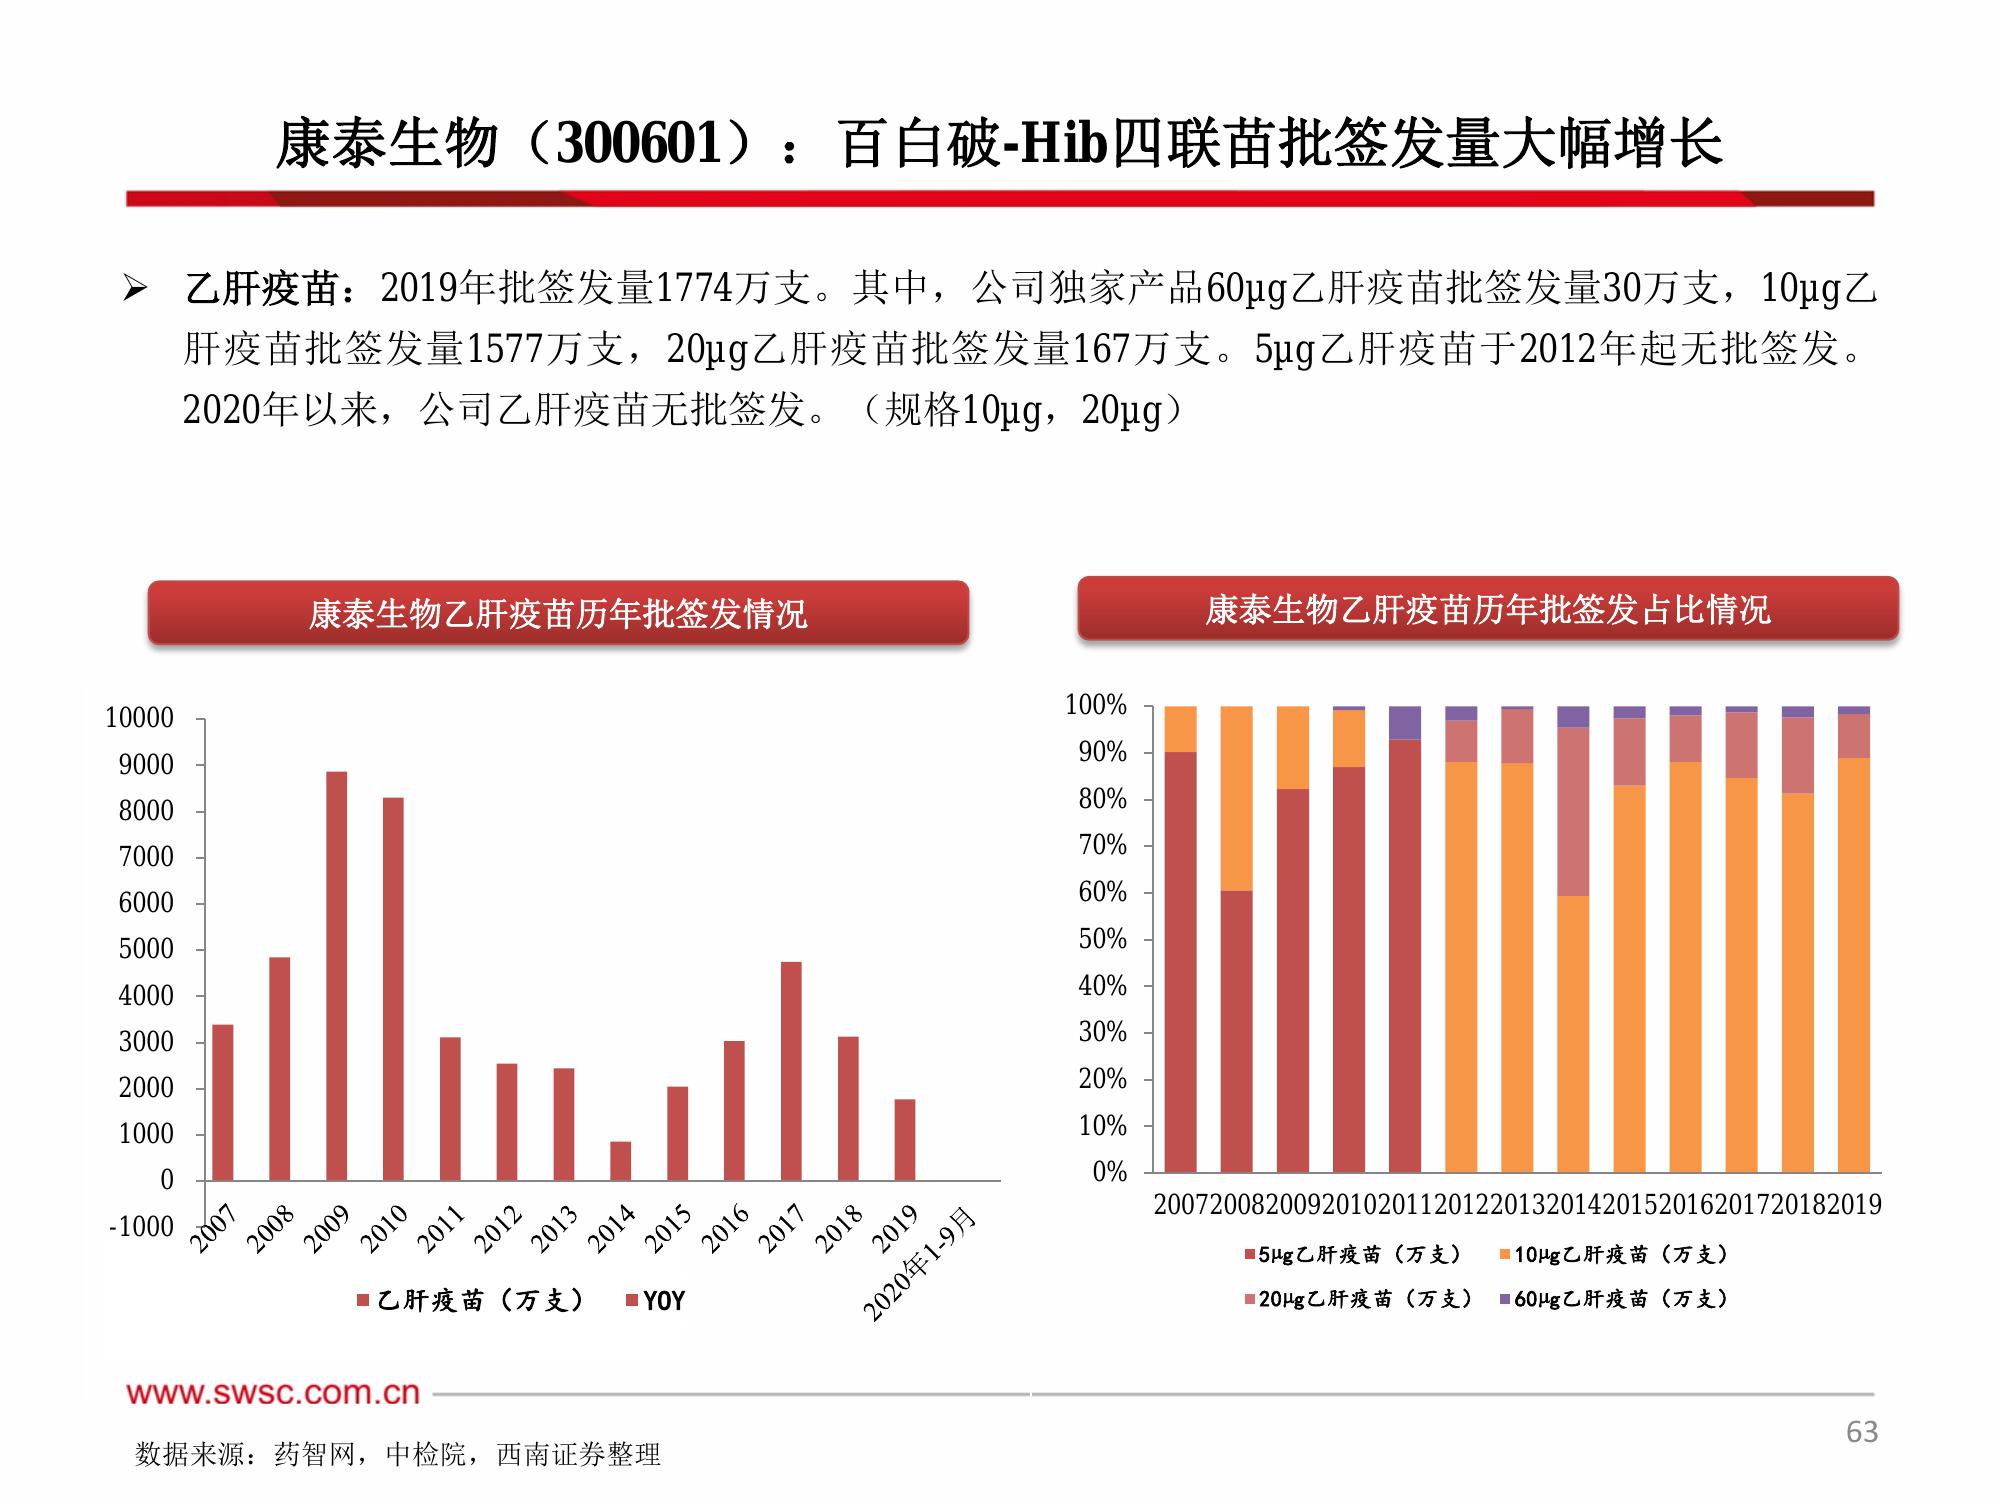 康泰生物（300601）：百白破-Hib四联苗批签发量大幅增长
➢ 乙肝疫苗：2019年批签发量1774万支。其中，公司独家产品60μg乙肝疫苗批签发量30万支，10μg乙
肝疫苗批签发量1577万支，20μg乙肝疫苗批签发量167万支。5μg乙肝疫苗于2012年起无批签发。
2020年以来，公司乙肝疫苗无批签发。（规格10μg，20μg）
康泰生物乙肝疫苗历年批签发情况
10000
9000
8000
7000
6000
5000
4000
3000
2000
1000
0
-1000
2007 2008 2009 2010 2011 2012 2013 2014 2015 2016 2017 2018 2019 2020年1-9月
乙肝疫苗（万支） YOY
康泰生物乙肝疫苗历年批签发占比情况
100%
90%
80%
70%
60%
50%
40%
30%
20%
10%
0%
2007 2008 2009 2010 2011 2012 2013 2014 2015 2016 2017 2018 2019
5μg乙肝疫苗（万支） 10μg乙肝疫苗（万支）
20μg乙肝疫苗（万支） 60μg乙肝疫苗（万支）
www.swsc.com.cn
63
数据来源：药智网，中检院，西南证券整理